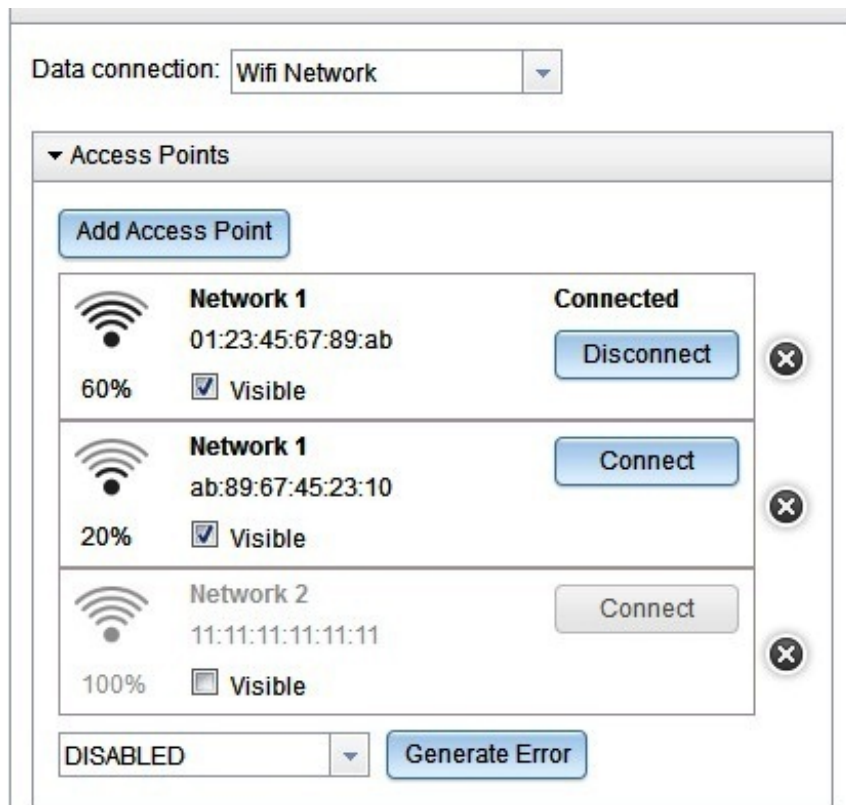 Data connection: Wifi Network
Access Points
Add Access Point
Network 1 Connected
01:23:45:67:89:ab Disconnect
60% Visible
Network 1 Connect
ab:89:67:45:23:10
20% Visible
Network 2 Connect
11:11:11:11:11:11
100% Visible
DISABLED Generate Error